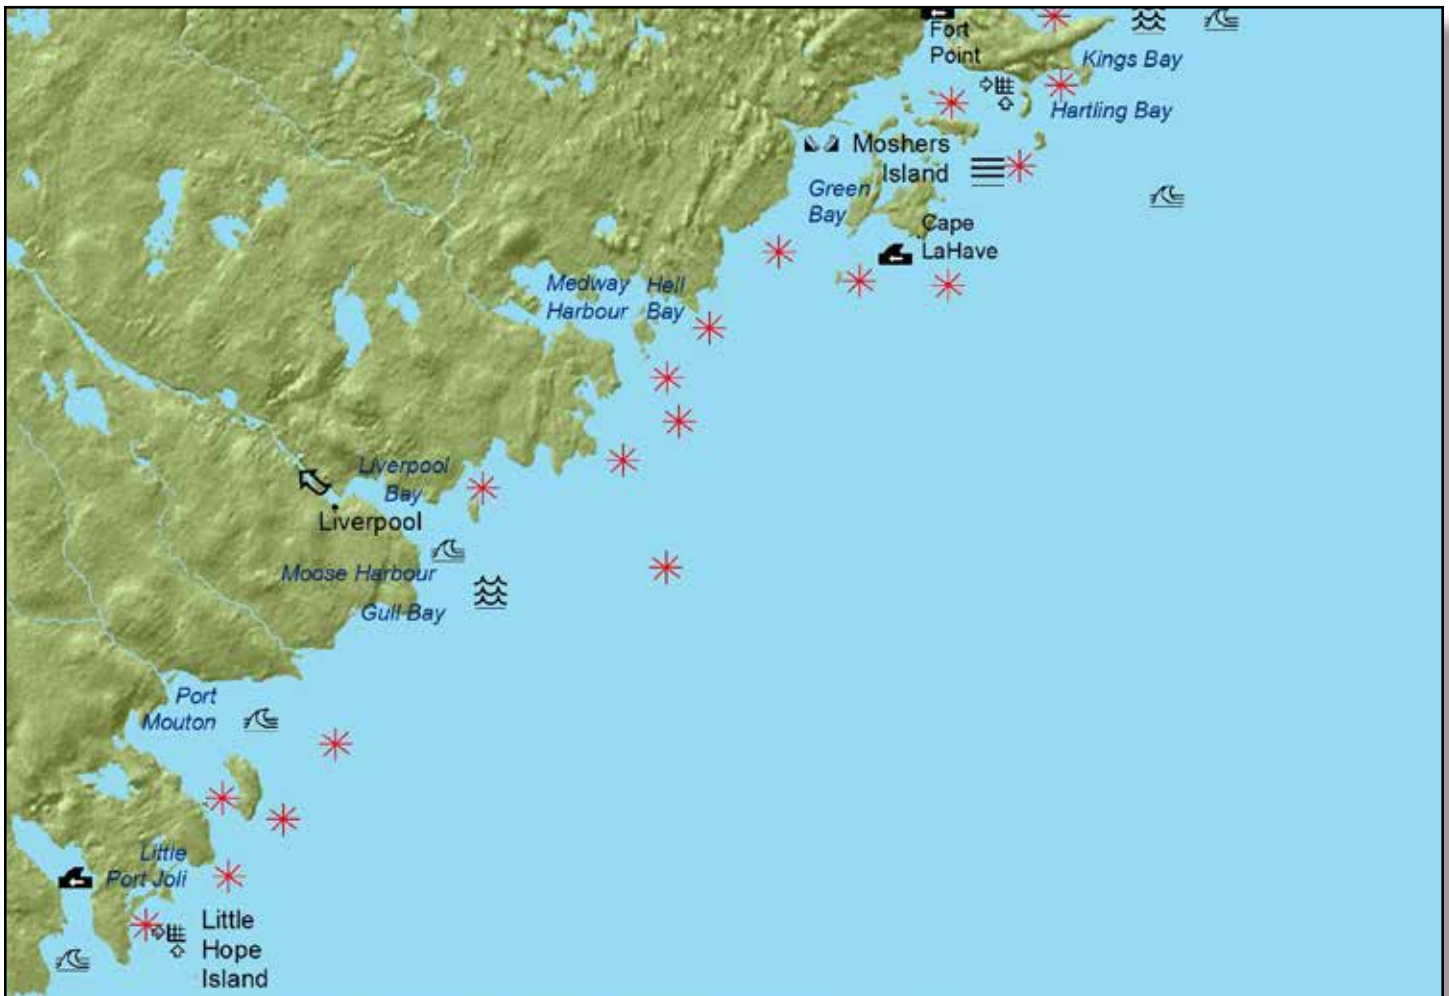 Fort
Point
Kings Bay
Hartling Bay
Moshers
Island
Green
Bay
Cape
LaHave
Medway
Harbour
Hell
Bay
Liverpool
Bay
Liverpool
Moose Harbour
Gull Bay
Port
Mouton
Little
Port Joli
Little
Hope
Island